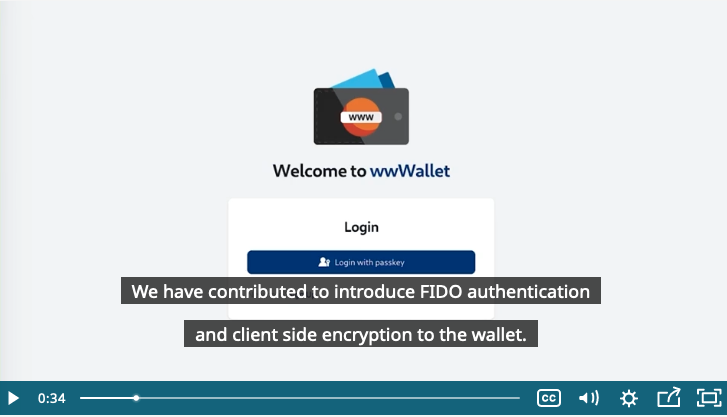 www
Welcome to wwWallet
Login
Login with passkey
We have contributed to introduce FIDO authentication
and client side encryption to the wallet.
0:34
CC